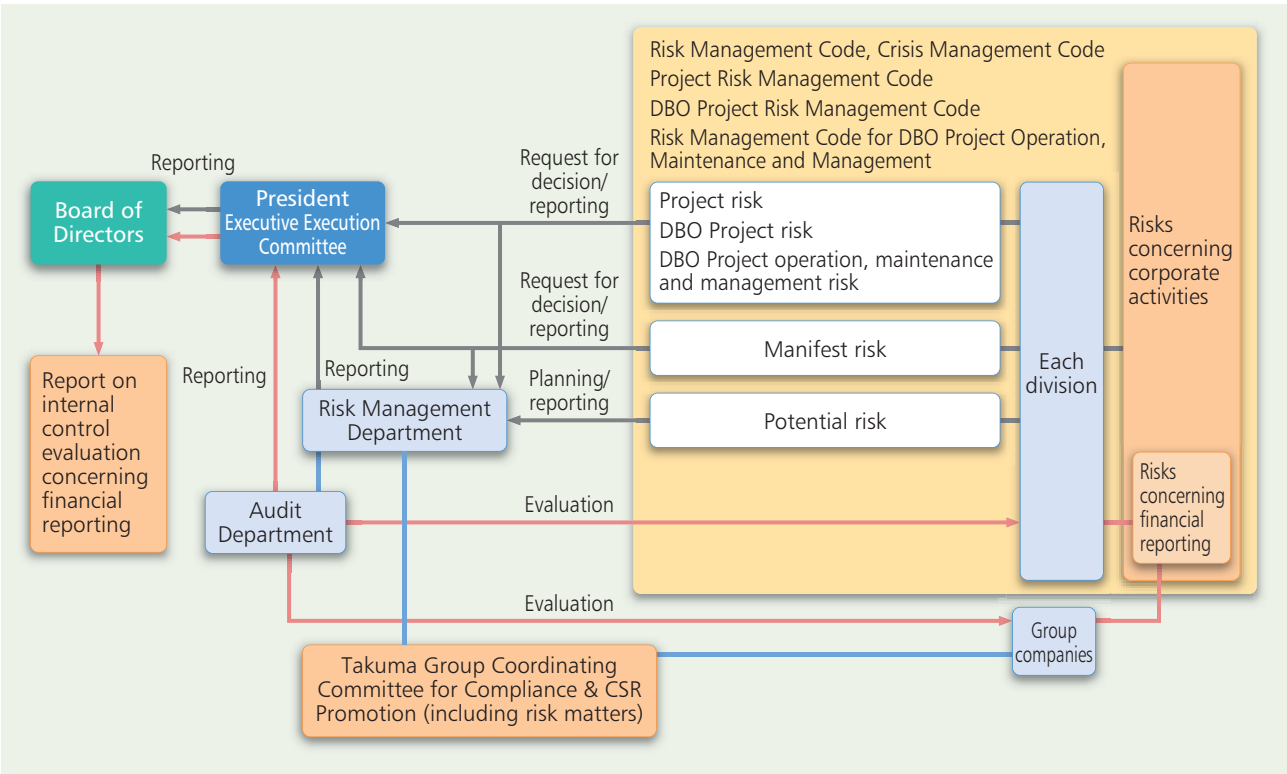 Risk Management Code, Crisis Management Code
Project Risk Management Code
DBO Project Risk Management Code
Risk Management Code for DBO Project Operation,
Maintenance and Management
Reporting
Request for
decision/
reporting
Board of
Directors
President
Executive Execution
Committee
Project risk
DBO Project risk
DBO Project operation, maintenance
and management risk
Risks
concerning
corporate
activities
Request for
decision/
reporting
Manifest risk
Each
division
Report on
internal
control
evaluation
concerning
financial
reporting
Reporting
Reporting
Planning/
reporting
Risk Management
Department
Potential risk
Risks
concerning
financial
reporting
Audit
Department
Evaluation
Evaluation
Group
companies
Takuma Group Coordinating
Committee for Compliance & CSR
Promotion (including risk matters)